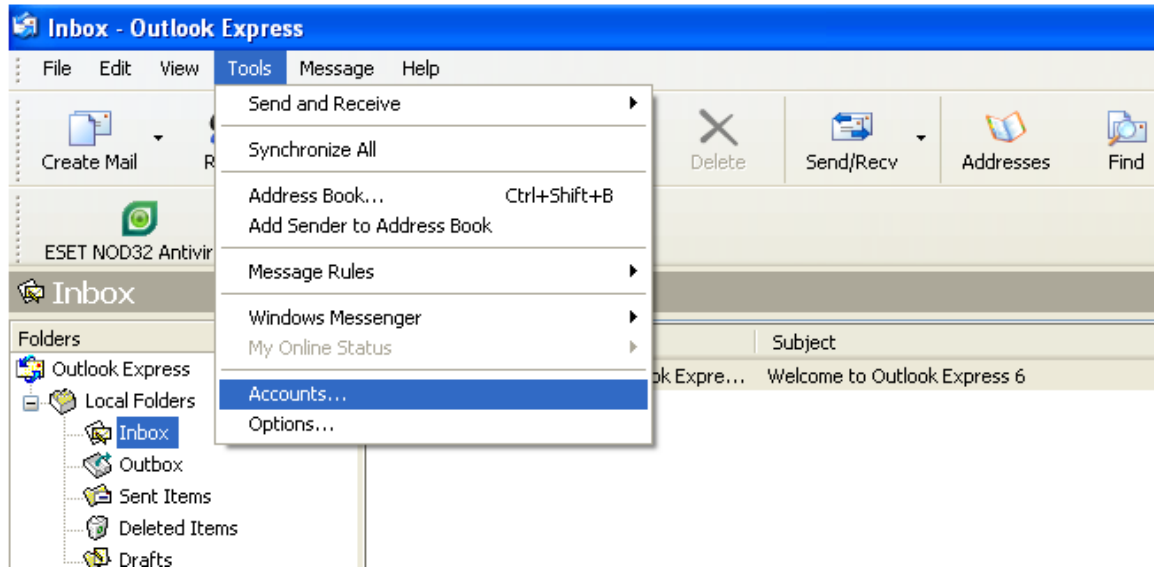 Inbox - Outlook Express
File Edit View Tools Message Help
Send and Receive
Synchronize All
Address Book... Ctrl+Shift+B
Add Sender to Address Book
Message Rules
Windows Messenger
My Online Status
Accounts...
Options...
Create Mail
Delete
Send/Recv
Addresses
Find
ESET NOD32
Inbox
Folders
Subject
Outlook Express
Welcome to Outlook Express 6
Local Folders
Inbox
Outbox
Sent Items
Deleted Items
Drafts